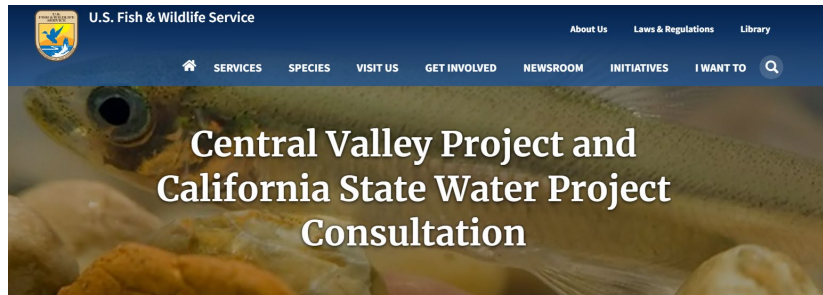 U.S. Fish & Wildlife Service
About Us Laws & Regulations Library
SERVICES SPECIES VISIT US GET INVOLVED NEWSROOM INITIATIVES I WANT TO
Central Valley Project and
California State Water Project
Consultation